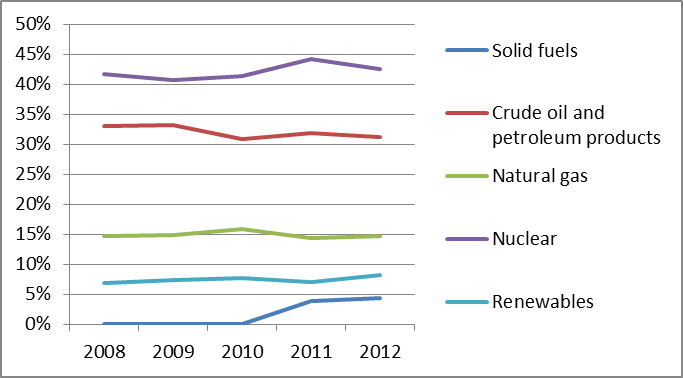 50%
45%
40%
35%
30%
25%
20%
15%
10%
5%
0%
2008 2009 2010 2011 2012
Solid fuels
Crude oil and
petroleum products
Natural gas
Nuclear
Renewables